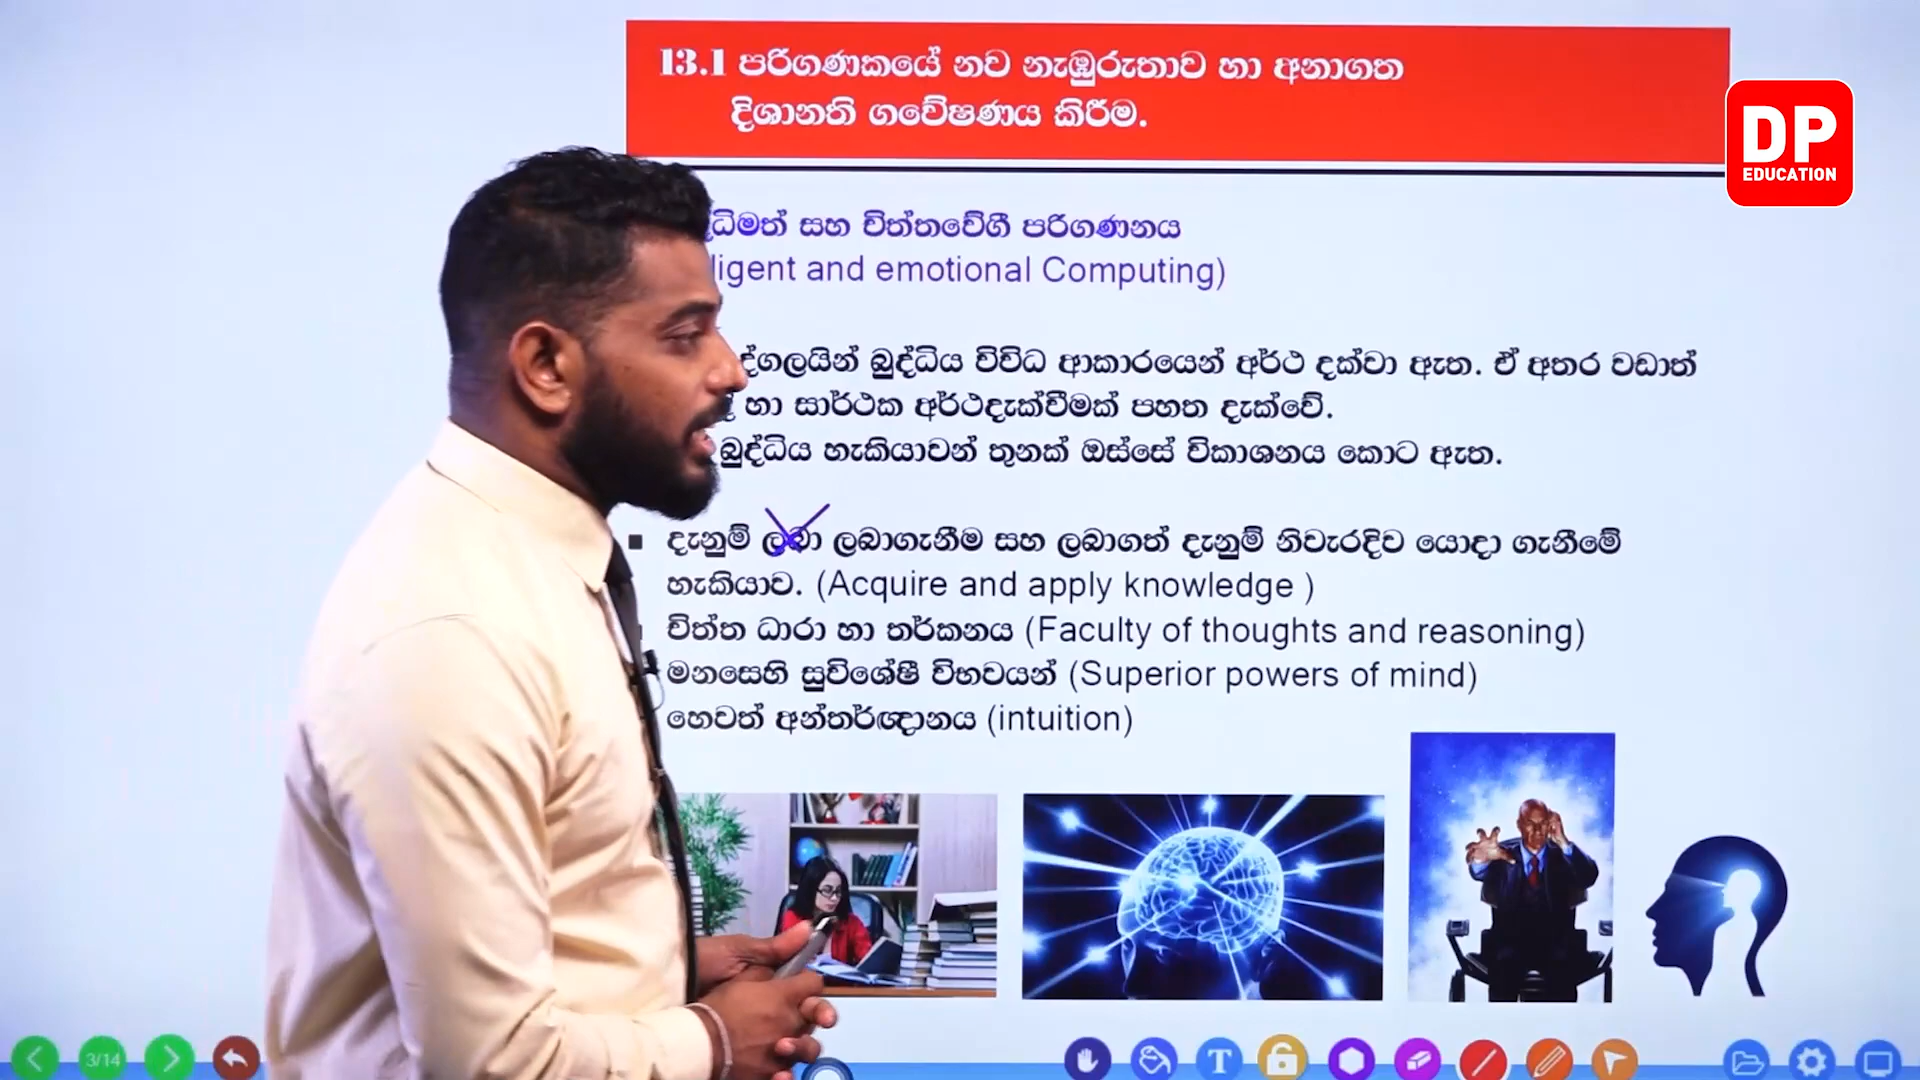 13.1 පරිගණකයේ නව නැඹුරුතාව හා අනාගත
දිශානති ගවේෂණය කිරීම.
DP
EDUCATION
සහ චිත්තවේගී පරිගණනය
and emotional Computing)
බුද්ධිය විවිධ ආකාරයෙන් අර්ථ දක්වා ඇත. ඒ අතර වඩාත්
හා සාර්ථක අර්ථදැක්වීමක් පහත දැක්වේ.
බුද්ධිය හැකියාවන් තුනක් ඔස්සේ විකාශනය කොට ඇත.
▪ දැනුම් ලබා ලබාගැනීම සහ ලබාගත් දැනුම් නිවැරදිව යොදා ගැනීමේ
හැකියාව. (Acquire and apply knowledge )
චිත්ත ධාරා හා තර්කනය (Faculty of thoughts and reasoning)
මනසෙහි සුවිශේෂී විභවයන් (Superior powers of mind)
හෙවත් අන්තර්ඥානය (intuition)
3/14
T